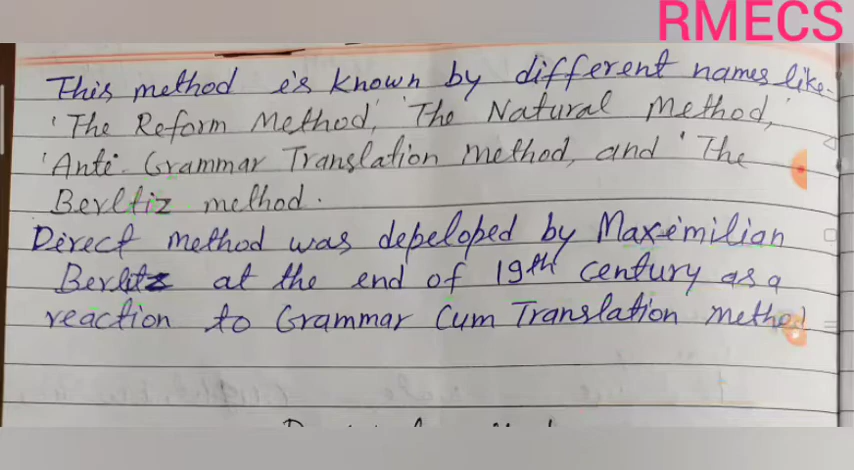 RMECS
This method is known by different names like-
'The Reform Method', 'The Natural Method,'
'Anti-Grammar Translation Method, and 'The
Berltiz method.
Direct method was depeloped by Maximilian
Berlitz at the end of 19th century as a
reaction to Grammar Cum Translation Method